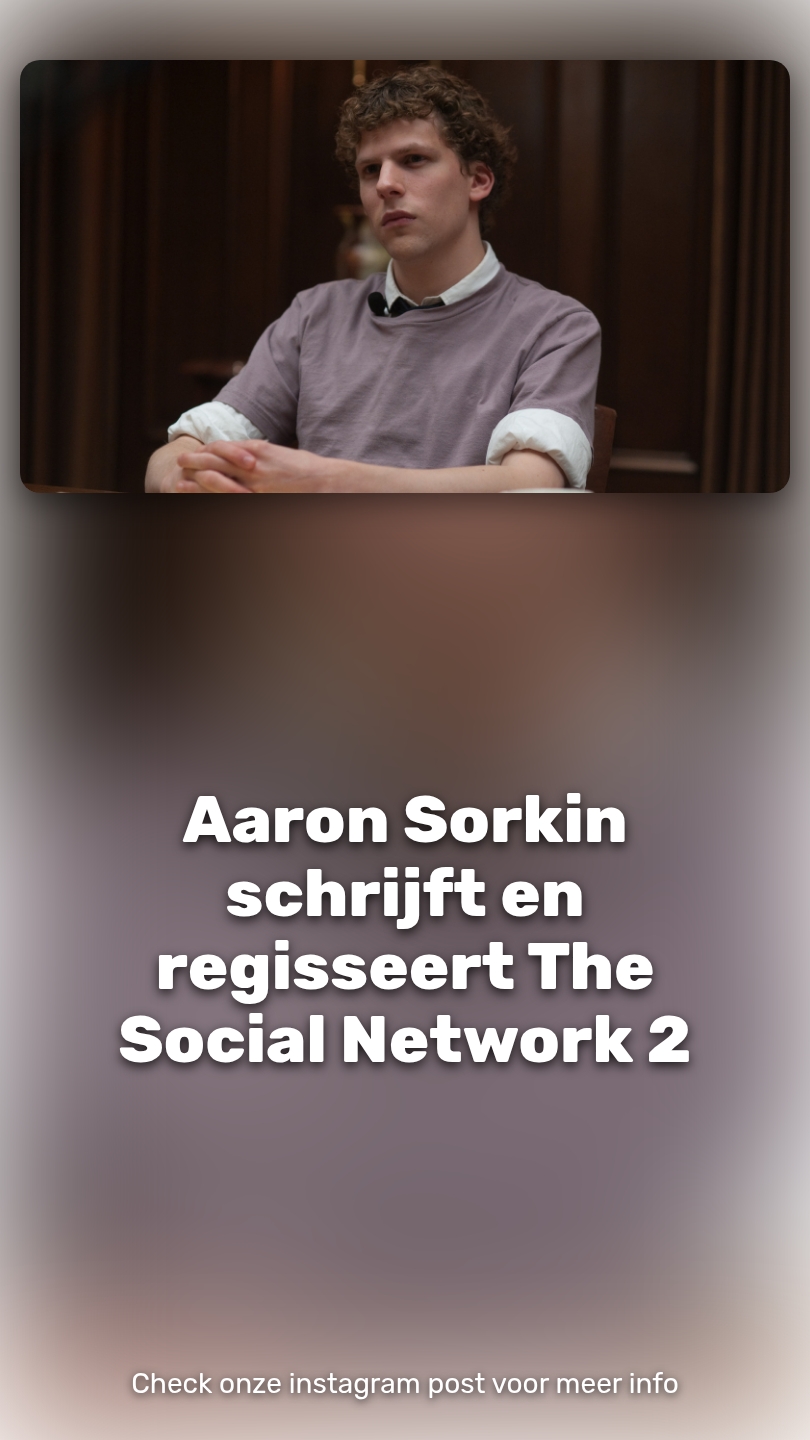 Aaron Sorkin
schrijft en
regisseert The
Social Network 2
Check onze instagram post voor meer info